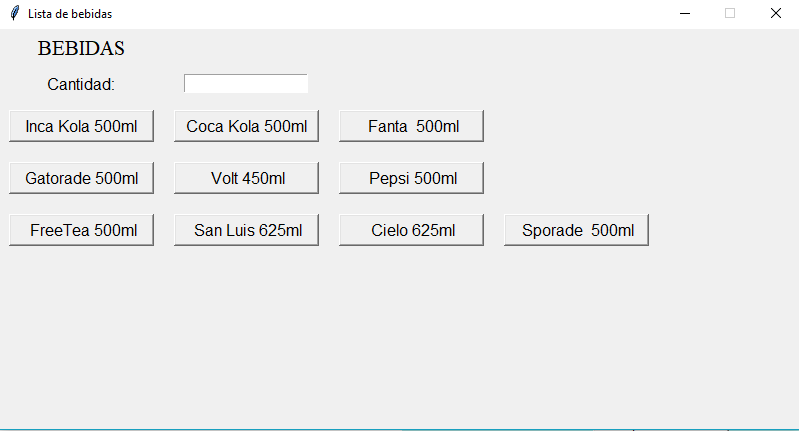 Lista de bebidas
BEBIDAS
Cantidad:
Inca Kola 500ml Coca Kola 500ml Fanta  500ml
Gatorade 500ml Volt 450ml Pepsi 500ml
FreeTea 500ml San Luis 625ml Cielo 625ml Sporade  500ml